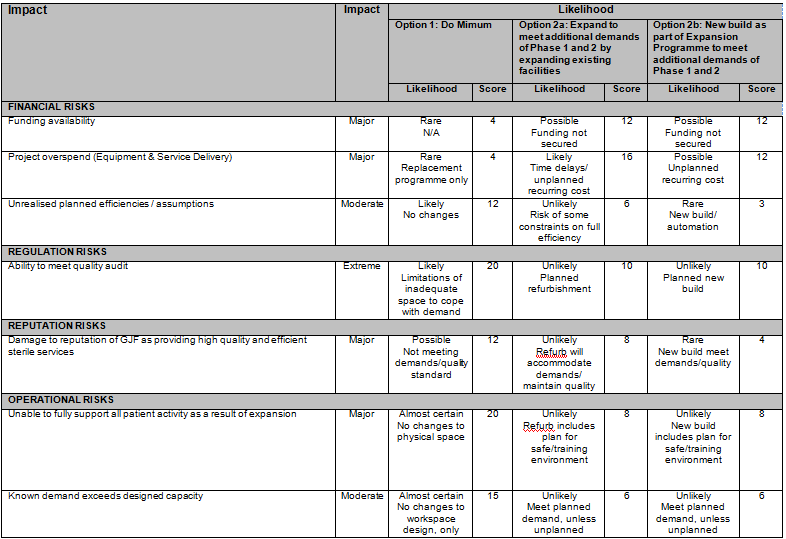 Impact
Impact
Likelihood
Option 1: Do Mimum
Option 2a: Expand to
meet additional demands
of Phase 1 and 2 by
expanding existing
facilities
Option 2b: New build as
part of Expansion
Programme to meet
additional demands of
Phase 1 and 2
Likelihood
Score
Likelihood
Score
Likelihood
Score
FINANCIAL RISKS
Funding availability
Major
Rare
N/A
4
Possible
Funding not
secured
12
Possible
Funding not
secured
12
Project overspend (Equipment & Service Delivery)
Major
Rare
Replacement
programme only
4
Likely
Time delays/
unplanned
recurring cost
16
Possible
Unplanned
recurring cost
12
Unrealised planned efficiencies / assumptions
Moderate
Likely
No changes
12
Unlikely
Risk of some
constraints on full
efficiency
6
Rare
New build/
automation
3
REGULATION RISKS
Ability to meet quality audit
Extreme
Likely
Limitations of
inadequate
space to cope
with demand
20
Unlikely
Planned
refurbishment
10
Unlikely
Planned new
build
10
REPUTATION RISKS
Damage to reputation of GJF as providing high quality and efficient
sterile services
Major
Possible
Not meeting
demands/quality
standard
12
Unlikely
Refurb will
accommodate
demands/
maintain quality
8
Rare
New build meet
demands/quality
4
OPERATIONAL RISKS
Unable to fully support all patient activity as a result of expansion
Major
Almost certain
No changes to
physical space
20
Unlikely
Refurb includes
plan for
safe/training
environment
8
Unlikely
New build
includes plan for
safe/training
environment
8
Known demand exceeds designed capacity
Moderate
Almost certain
No changes to
workspace
design, only
15
Unlikely
Meet planned
demand, unless
unplanned
6
Unlikely
Meet planned
demand, unless
unplanned
6